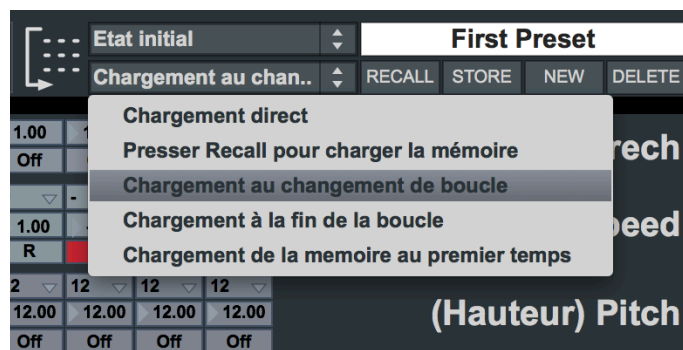 Etat initial First Preset
Chargement au chan.. RECALL STORE NEW DELETE
Chargement direct
Presser Recall pour charger la mémoire
Chargement au changement de boucle
Chargement à la fin de la boucle
Chargement de la memoire au premier temps
1.00
Off
rech
-
1.00
R
peed
2 12 12 12
12.00 12.00 12.00 12.00
Off Off Off Off
(Hauteur) Pitch